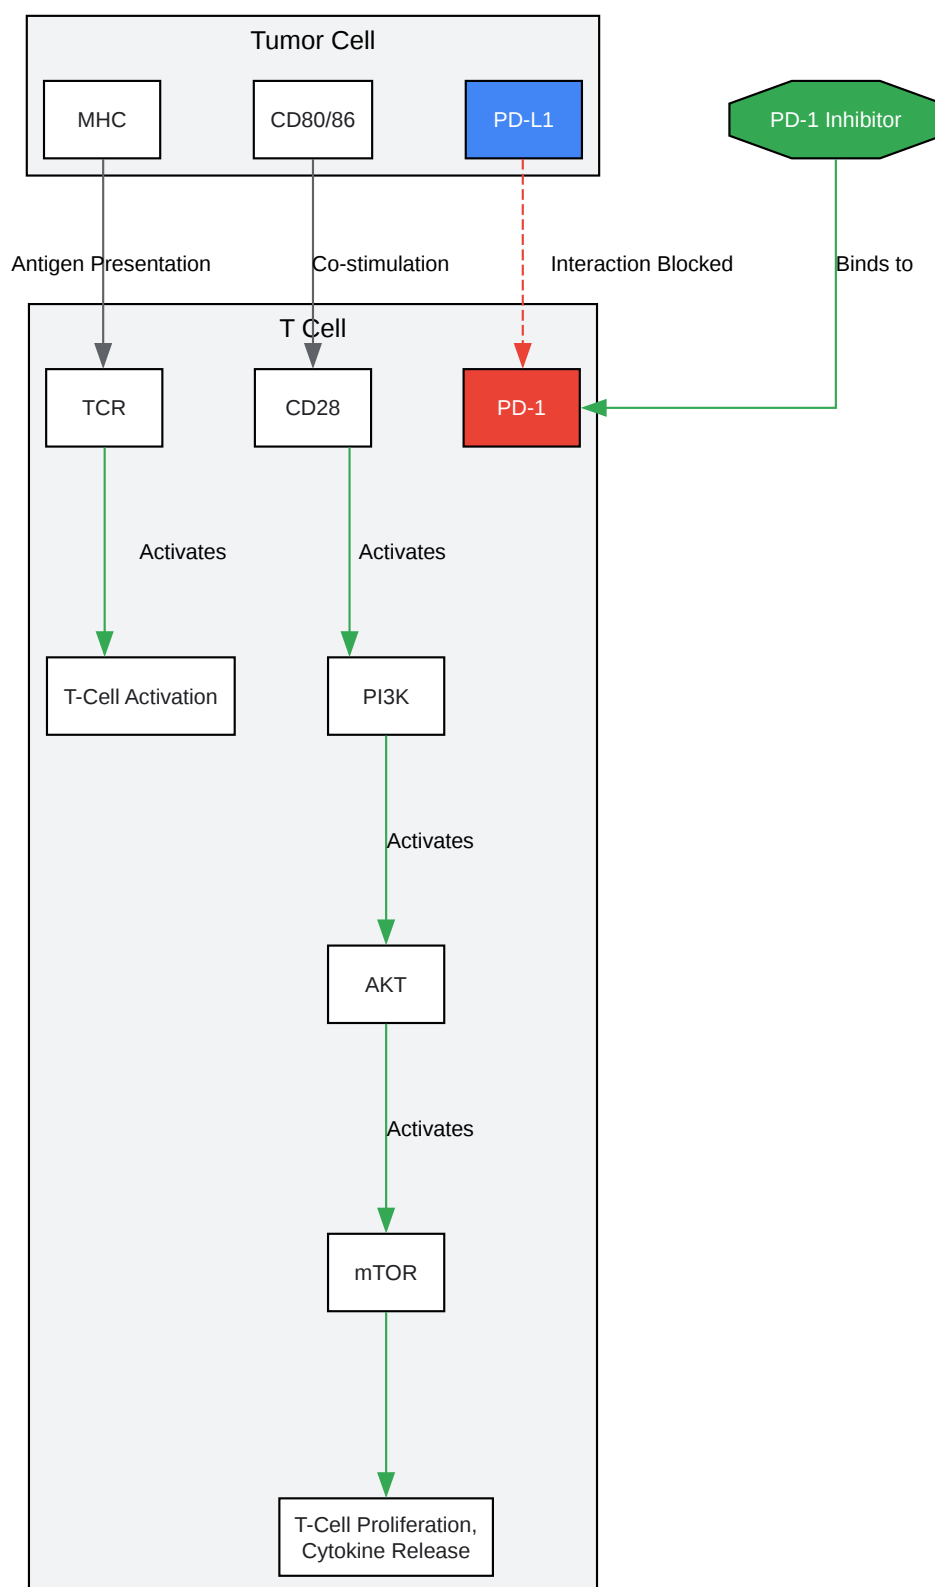 Tumor Cell
MHC
CD80/86
PD-L1
PD-1 Inhibitor
Antigen Presentation
Co-stimulation
Interaction Blocked
Binds to
T Cell
TCR
CD28
PD-1
Activates
Activates
T-Cell Activation
PI3K
Activates
AKT
Activates
mTOR
T-Cell Proliferation,
Cytokine Release